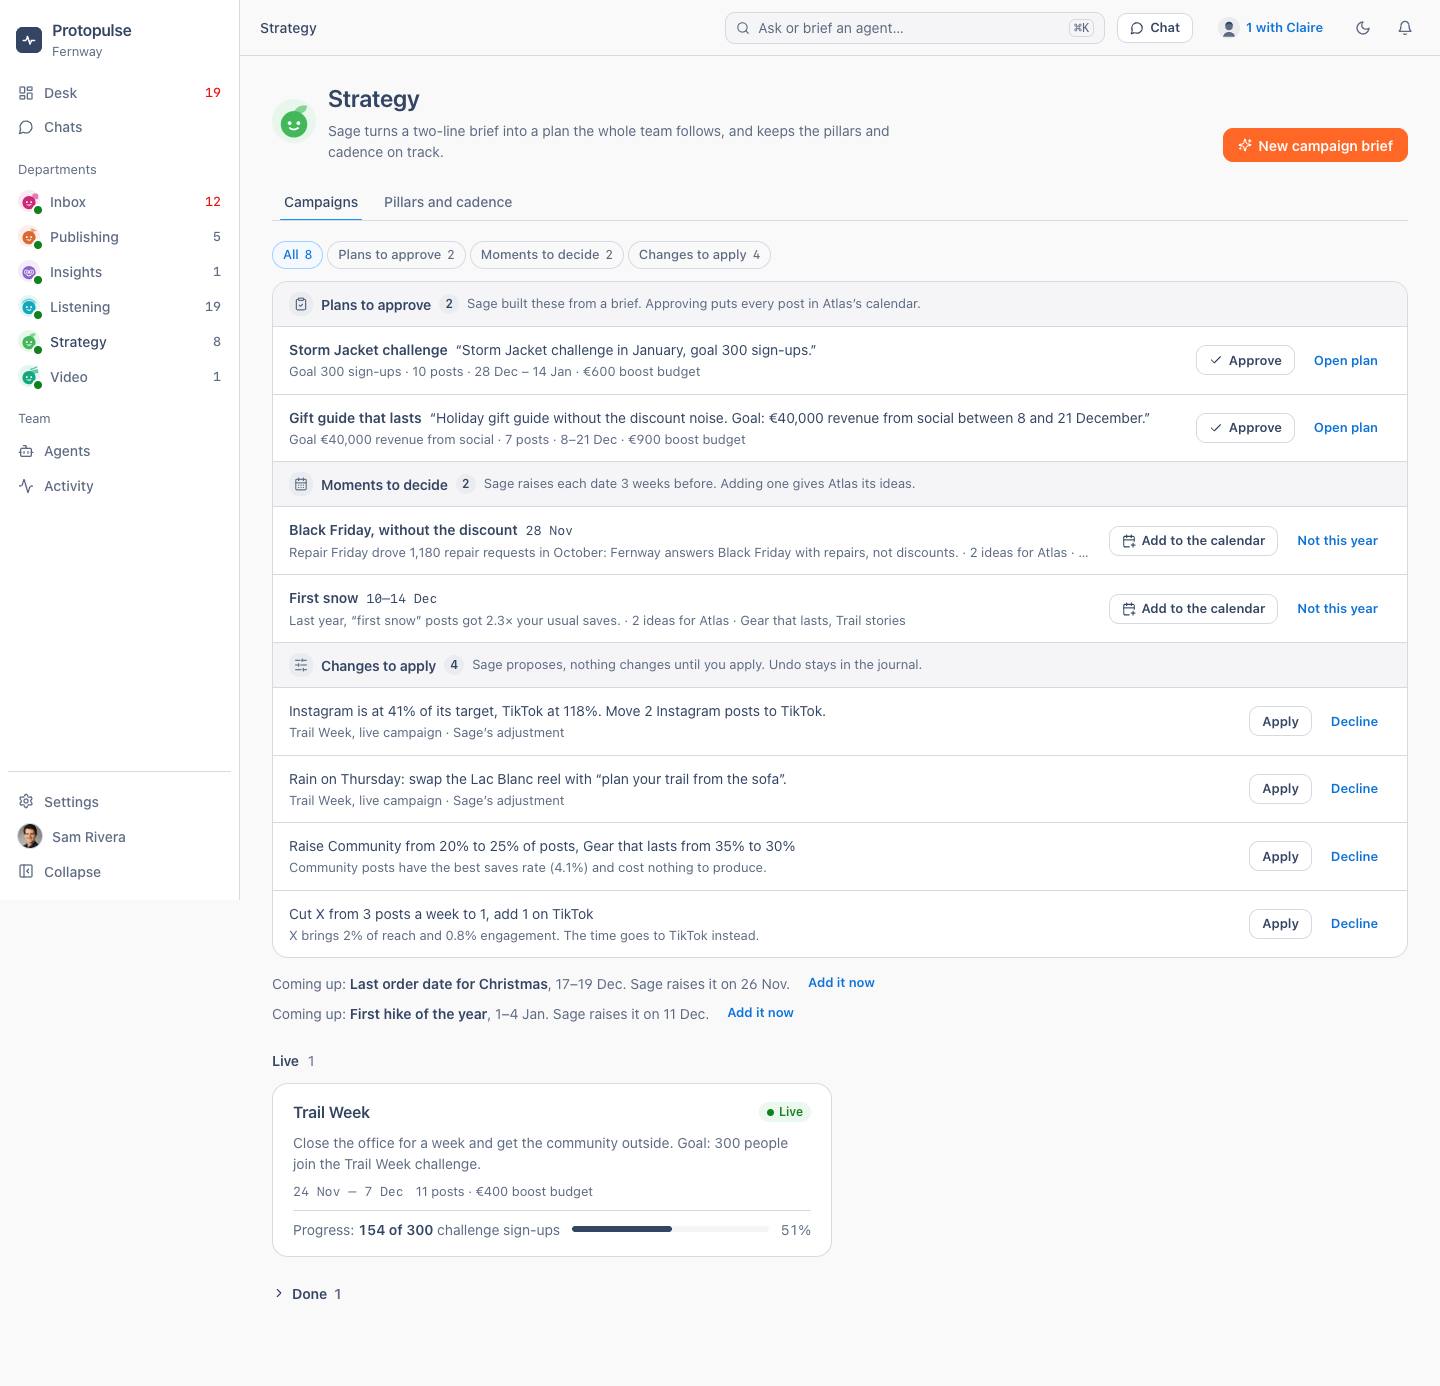 Protopulse
Fernway
Desk 19
Chats
Departments
Inbox 12
Publishing 5
Insights 1
Listening 19
Strategy 8
Video 1
Team
Agents
Activity
Settings
Sam Rivera
Collapse
Strategy
Ask or brief an agent… ⌘K
Chat
1 with Claire
Strategy
Sage turns a two-line brief into a plan the whole team follows, and keeps the pillars and
cadence on track.
New campaign brief
Campaigns Pillars and cadence
All 8 Plans to approve 2 Moments to decide 2 Changes to apply 4
Plans to approve 2 Sage built these from a brief. Approving puts every post in Atlas’s calendar.
Storm Jacket challenge “Storm Jacket challenge in January, goal 300 sign-ups.”
Goal 300 sign-ups · 10 posts · 28 Dec – 14 Jan · €600 boost budget
Approve Open plan
Gift guide that lasts “Holiday gift guide without the discount noise. Goal: €40,000 revenue from social between 8 and 21 December.”
Goal €40,000 revenue from social · 7 posts · 8–21 Dec · €900 boost budget
Approve Open plan
Moments to decide 2 Sage raises each date 3 weeks before. Adding one gives Atlas its ideas.
Black Friday, without the discount 28 Nov
Repair Friday drove 1,180 repair requests in October: Fernway answers Black Friday with repairs, not discounts. · 2 ideas for Atlas · …
Add to the calendar Not this year
First snow 10–14 Dec
Last year, “first snow” posts got 2.3× your usual saves. · 2 ideas for Atlas · Gear that lasts, Trail stories
Add to the calendar Not this year
Changes to apply 4 Sage proposes, nothing changes until you apply. Undo stays in the journal.
Instagram is at 41% of its target, TikTok at 118%. Move 2 Instagram posts to TikTok.
Trail Week, live campaign · Sage’s adjustment
Apply Decline
Rain on Thursday: swap the Lac Blanc reel with “plan your trail from the sofa”.
Trail Week, live campaign · Sage’s adjustment
Apply Decline
Raise Community from 20% to 25% of posts, Gear that lasts from 35% to 30%
Community posts have the best saves rate (4.1%) and cost nothing to produce.
Apply Decline
Cut X from 3 posts a week to 1, add 1 on TikTok
X brings 2% of reach and 0.8% engagement. The time goes to TikTok instead.
Apply Decline
Coming up: Last order date for Christmas, 17–19 Dec. Sage raises it on 26 Nov. Add it now
Coming up: First hike of the year, 1–4 Jan. Sage raises it on 11 Dec. Add it now
Live 1
Trail Week Live
Close the office for a week and get the community outside. Goal: 300 people
join the Trail Week challenge.
24 Nov – 7 Dec 11 posts · €400 boost budget
Progress: 154 of 300 challenge sign-ups 51%
Done 1